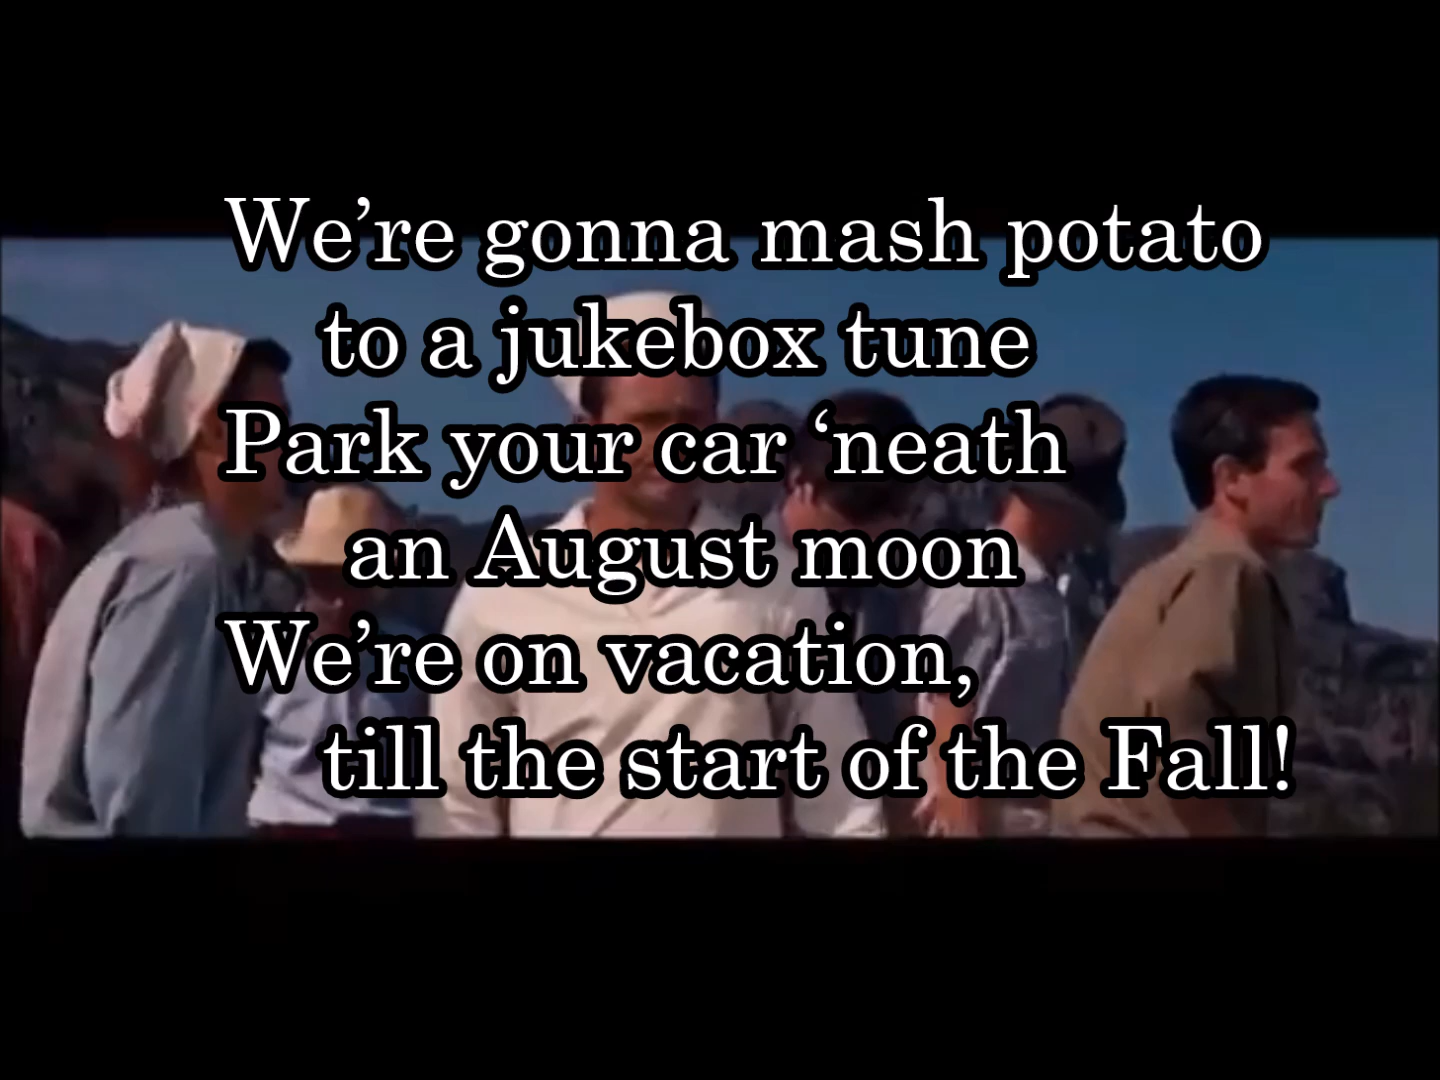 We’re gonna mash potato
to a jukebox tune
Park your car ‘neath
an August moon
We’re on vacation,
till the start of the Fall!